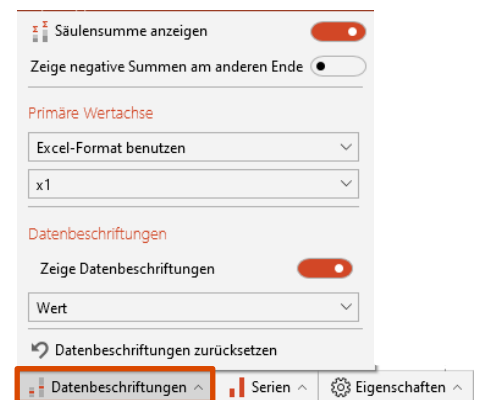 Säulensumme anzeigen
Zeige negative Summen am anderen Ende
Primäre Wertachse
Excel-Format benutzen
x1
Datenbeschriftungen
Zeige Datenbeschriftungen
Wert
Datenbeschriftungen zurücksetzen
Datenbeschriftungen Serien Eigenschaften